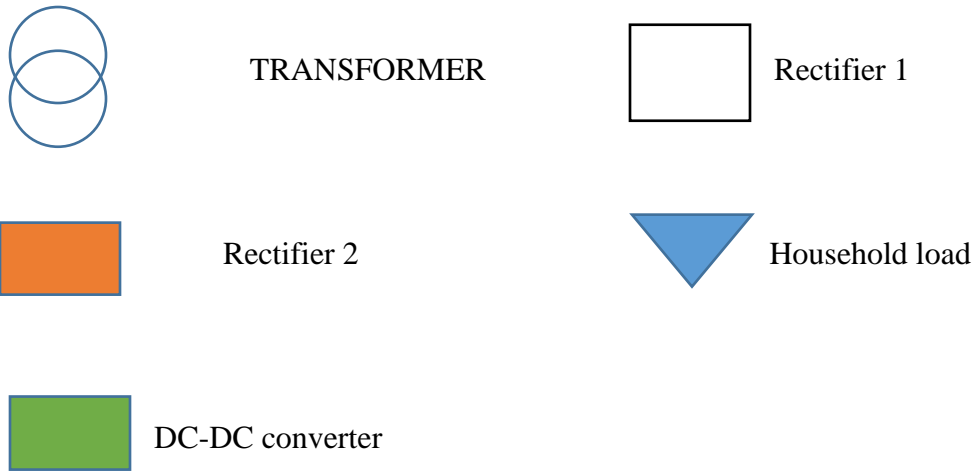 TRANSFORMER
Rectifier 1
Rectifier 2
Household load
DC-DC converter